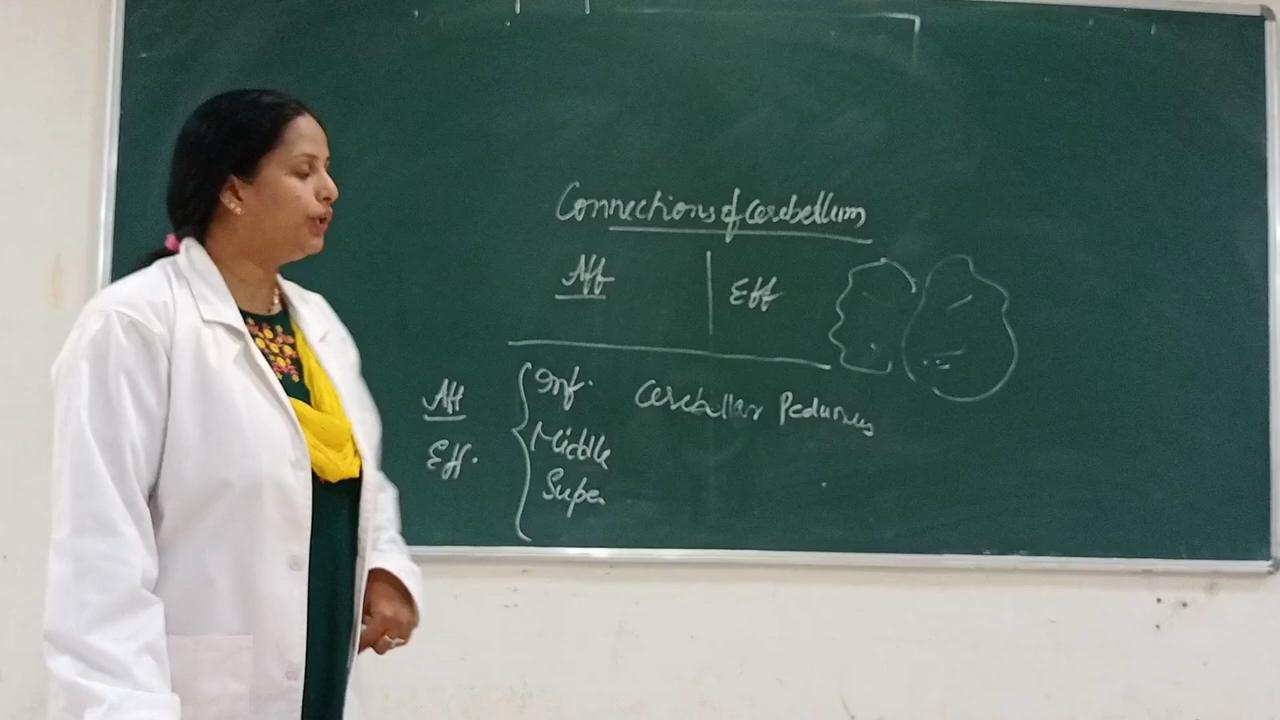 Connections of Cerebellum
Aff
Eff
Aff
Eff.
Inf.
Middle
Super
Cerebellar Peduncles